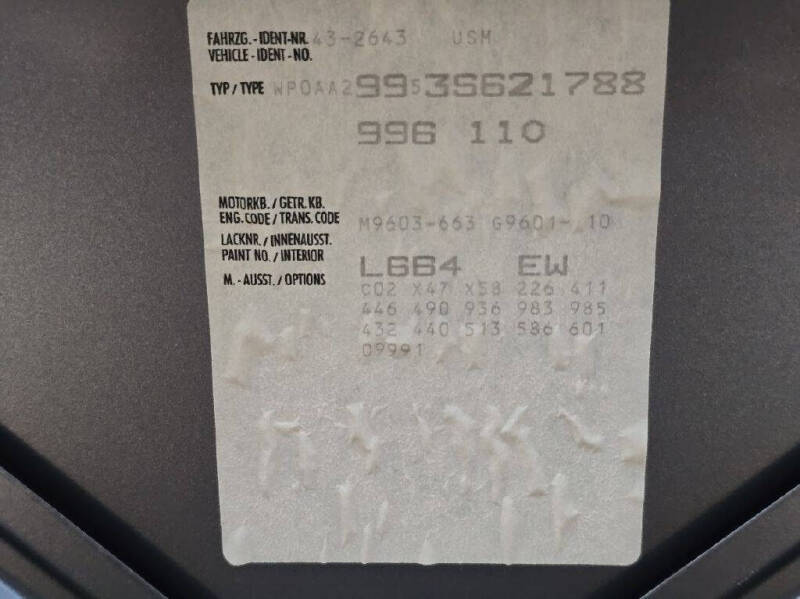 FAHRZG.-IDENT-NR. 43-2643 USM
VEHICLE-IDENT-NO.
TYP/TYPE WP0AA29953S621788
996 110
MOTORKB./GETR.KB.
ENG.CODE/TRANS.CODE M9603-663 G9601- 10
LACKNR./INNENAUSST.
PAINT NO./INTERIOR L664 EW
M.-AUSST./OPTIONS C02 X47 X58 226 411
446 490 936 983 985
432 440 513 586 601
09991